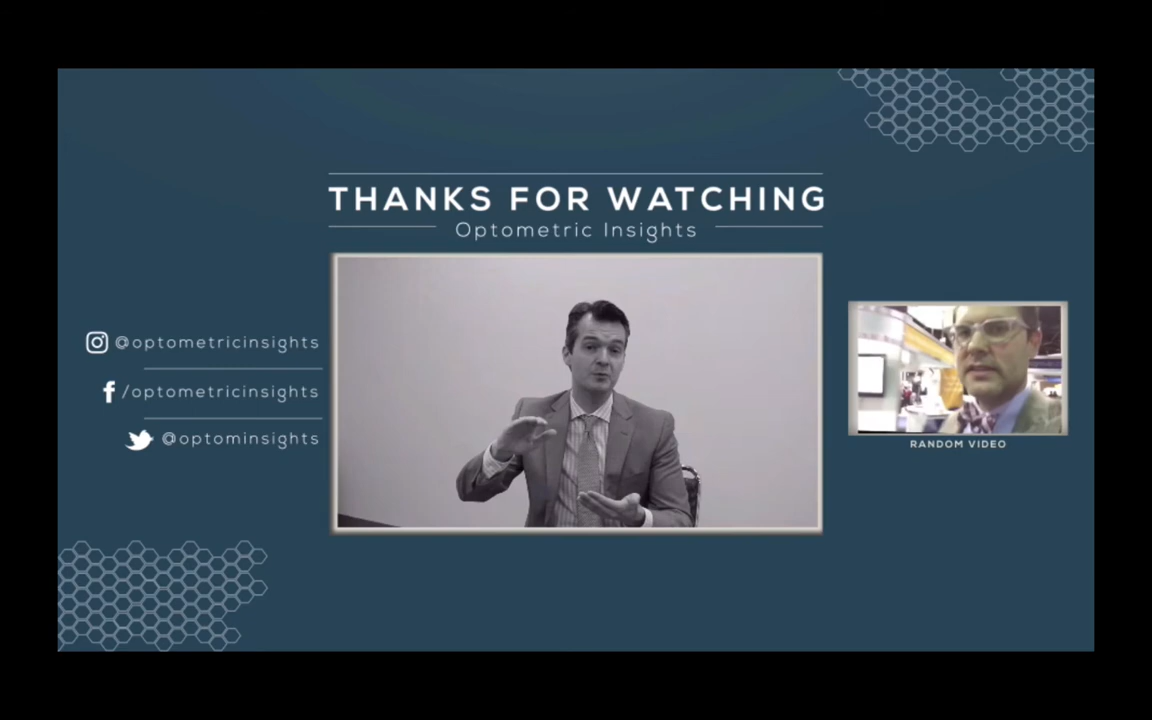 THANKS FOR WATCHING
Optometric Insights
@optometricinsights
/optometricinsights
@optominsights
RANDOM VIDEO